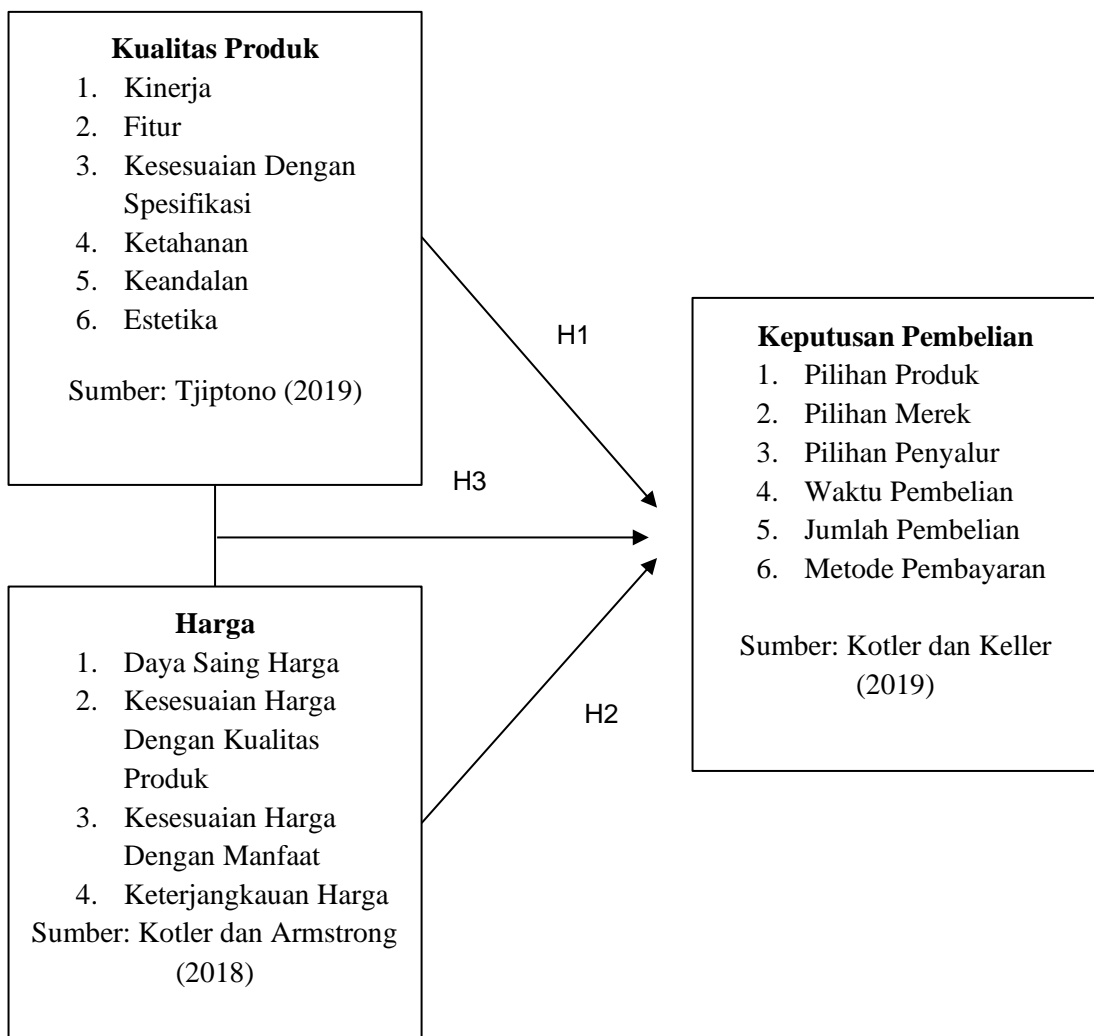 Kualitas Produk
1. Kinerja
2. Fitur
3. Kesesuaian Dengan
Spesifikasi
4. Ketahanan
5. Keandalan
6. Estetika
Sumber: Tjiptono (2019)
H1
H3
Harga
1. Daya Saing Harga
2. Kesesuaian Harga
Dengan Kualitas
Produk
3. Kesesuaian Harga
Dengan Manfaat
4. Keterjangkauan Harga
Sumber: Kotler dan Armstrong
(2018)
H2
Keputusan Pembelian
1. Pilihan Produk
2. Pilihan Merek
3. Pilihan Penyalur
4. Waktu Pembelian
5. Jumlah Pembelian
6. Metode Pembayaran
Sumber: Kotler dan Keller
(2019)